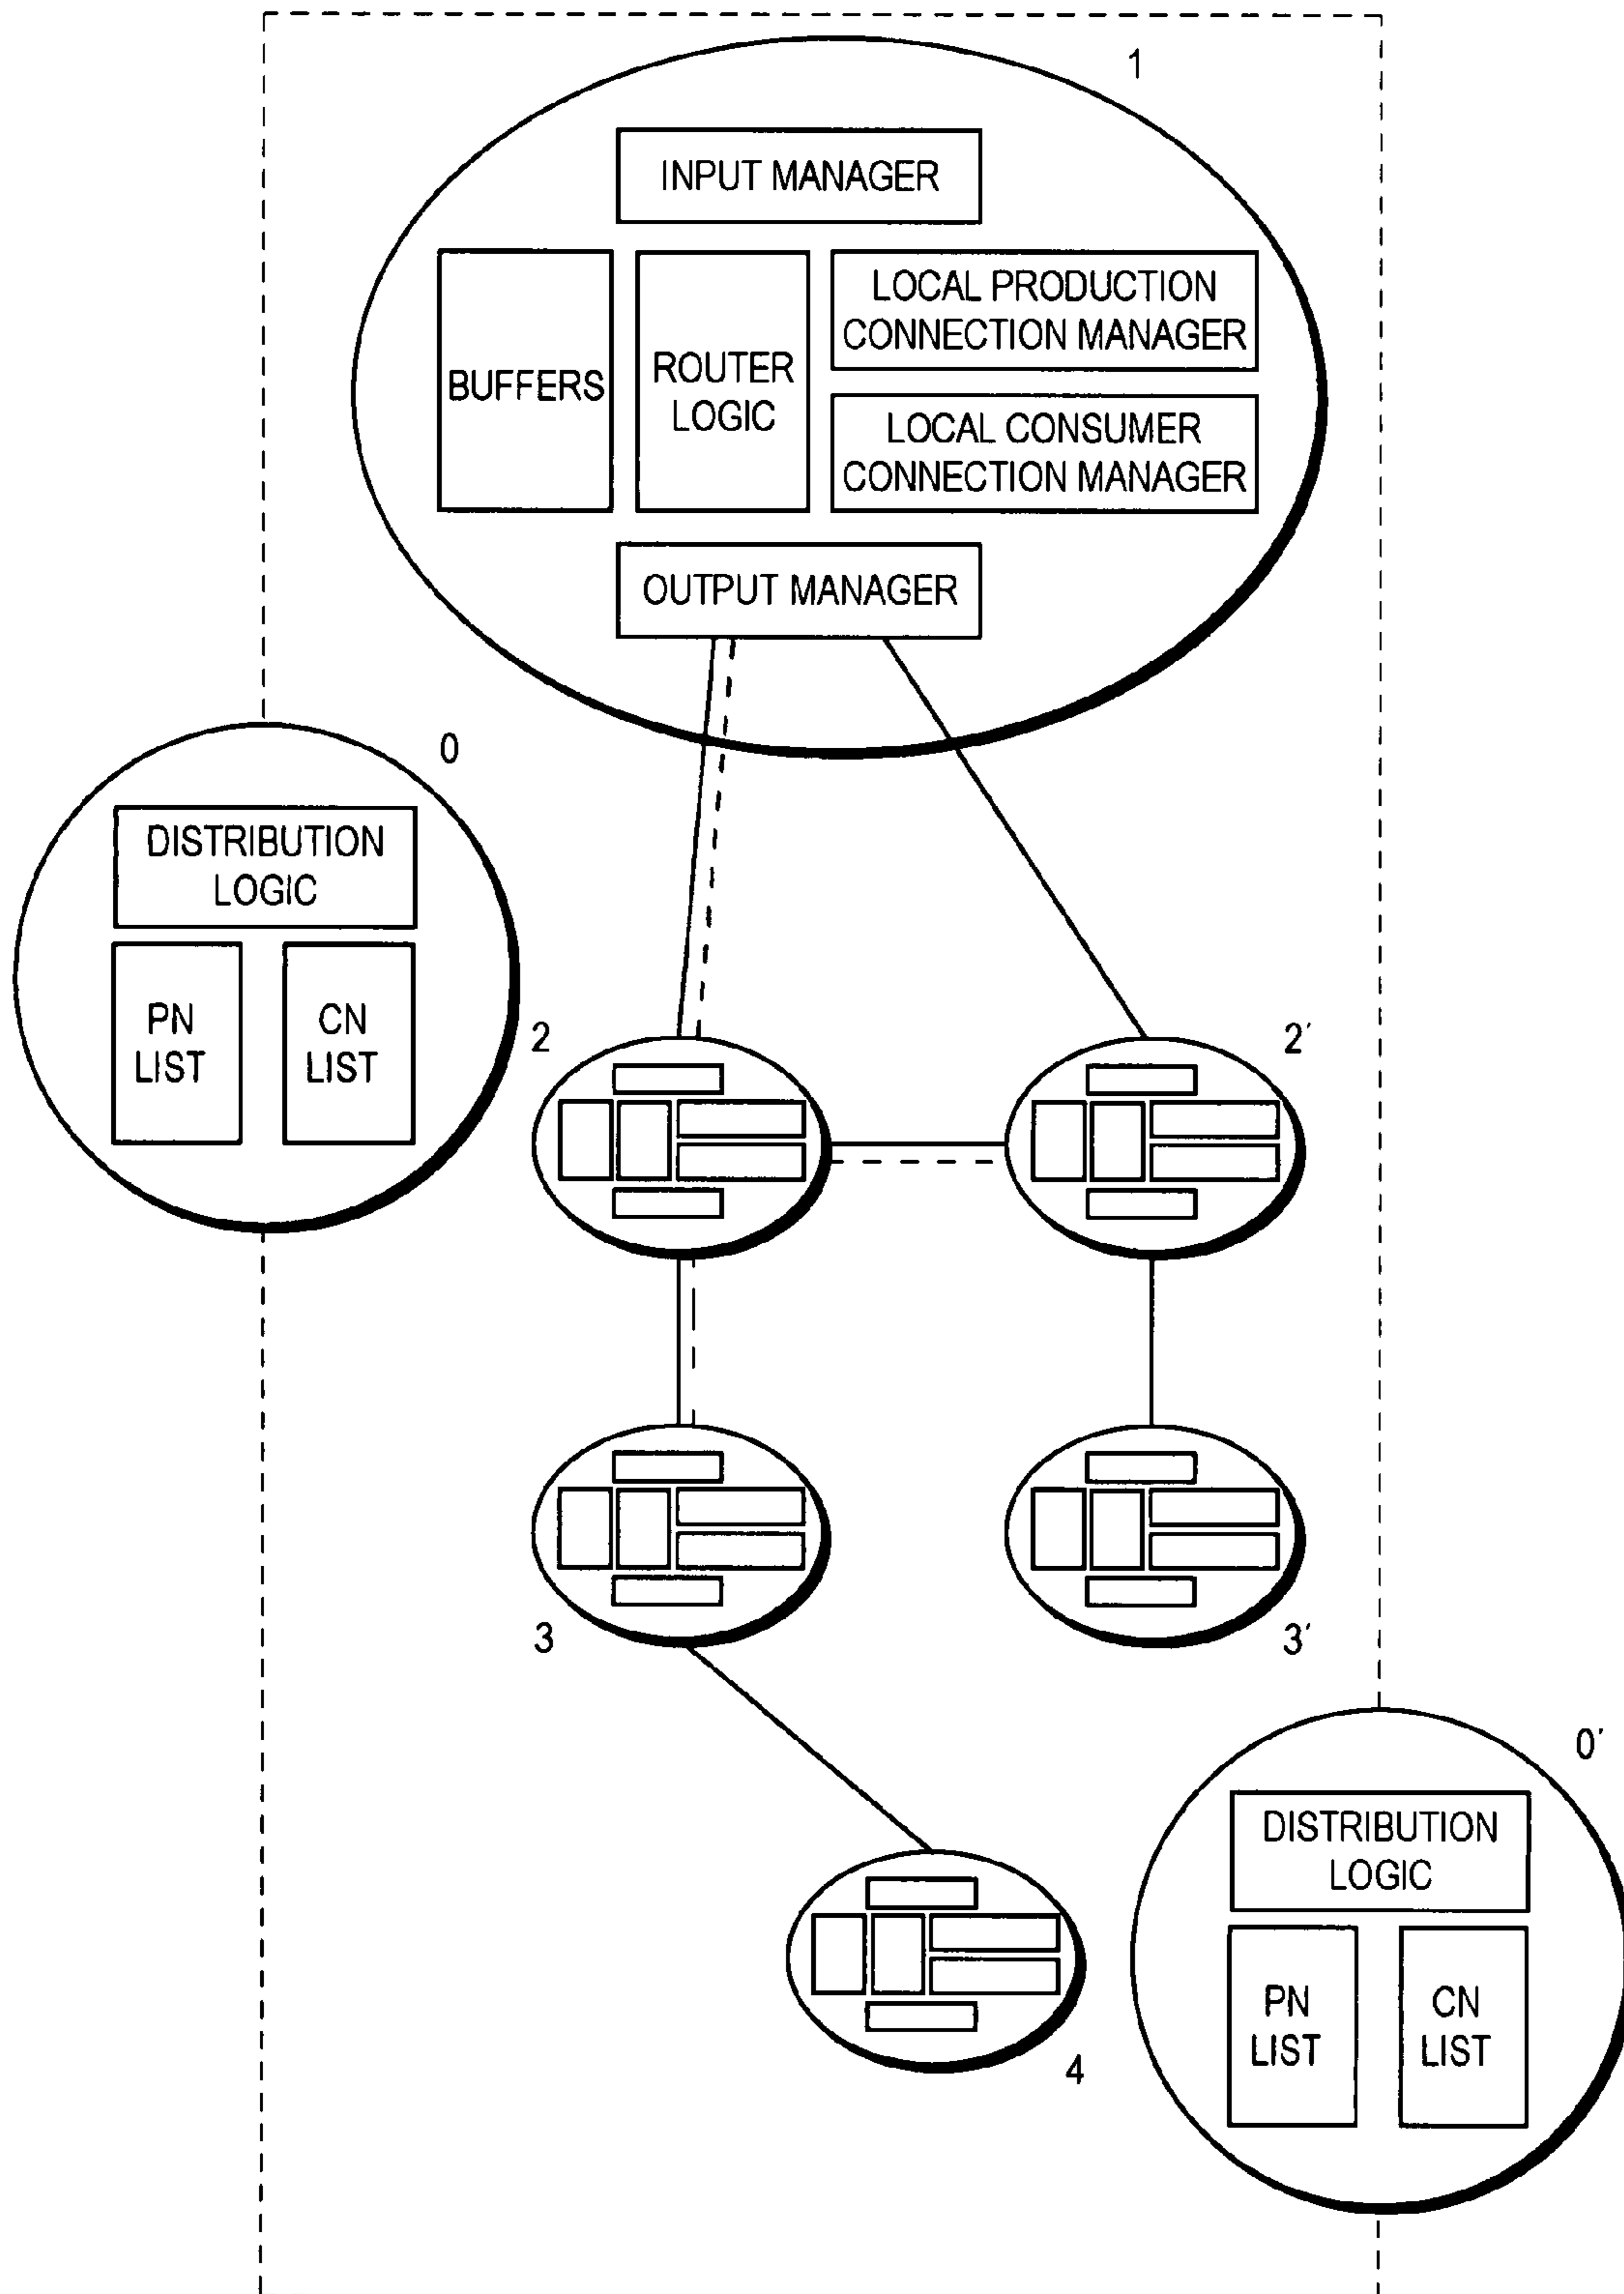 1
INPUT MANAGER
BUFFERS
ROUTER
LOGIC
LOCAL PRODUCTION
CONNECTION MANAGER
LOCAL CONSUMER
CONNECTION MANAGER
OUTPUT MANAGER
0
DISTRIBUTION
LOGIC
PN
LIST
CN
LIST
2
2'
3
3'
4
0'
DISTRIBUTION
LOGIC
PN
LIST
CN
LIST